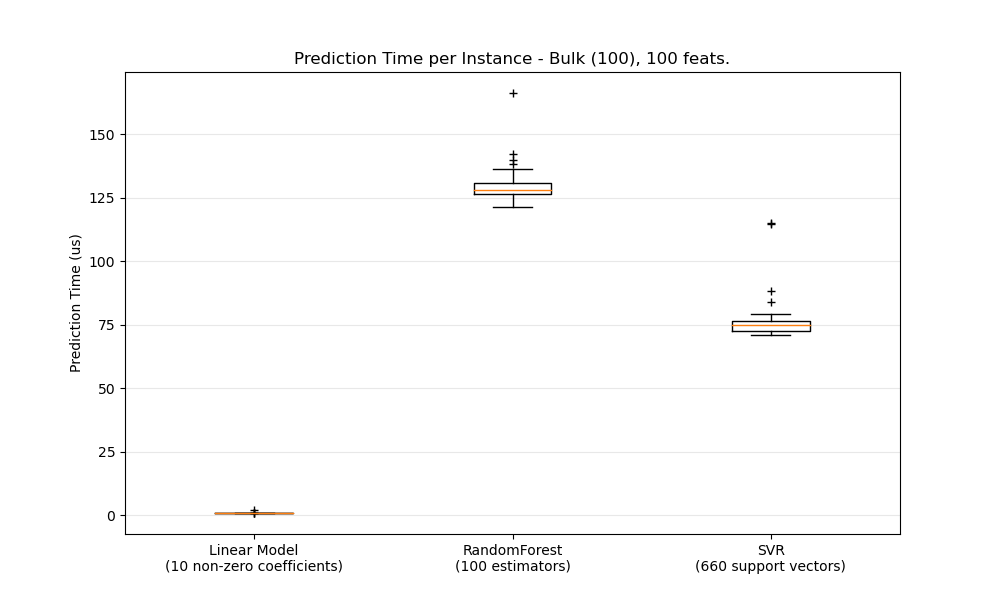 Prediction Time per Instance - Bulk (100), 100 feats.
Prediction Time (us)
150
125
100
75
50
25
0
Linear Model
(10 non-zero coefficients)
RandomForest
(100 estimators)
SVR
(660 support vectors)